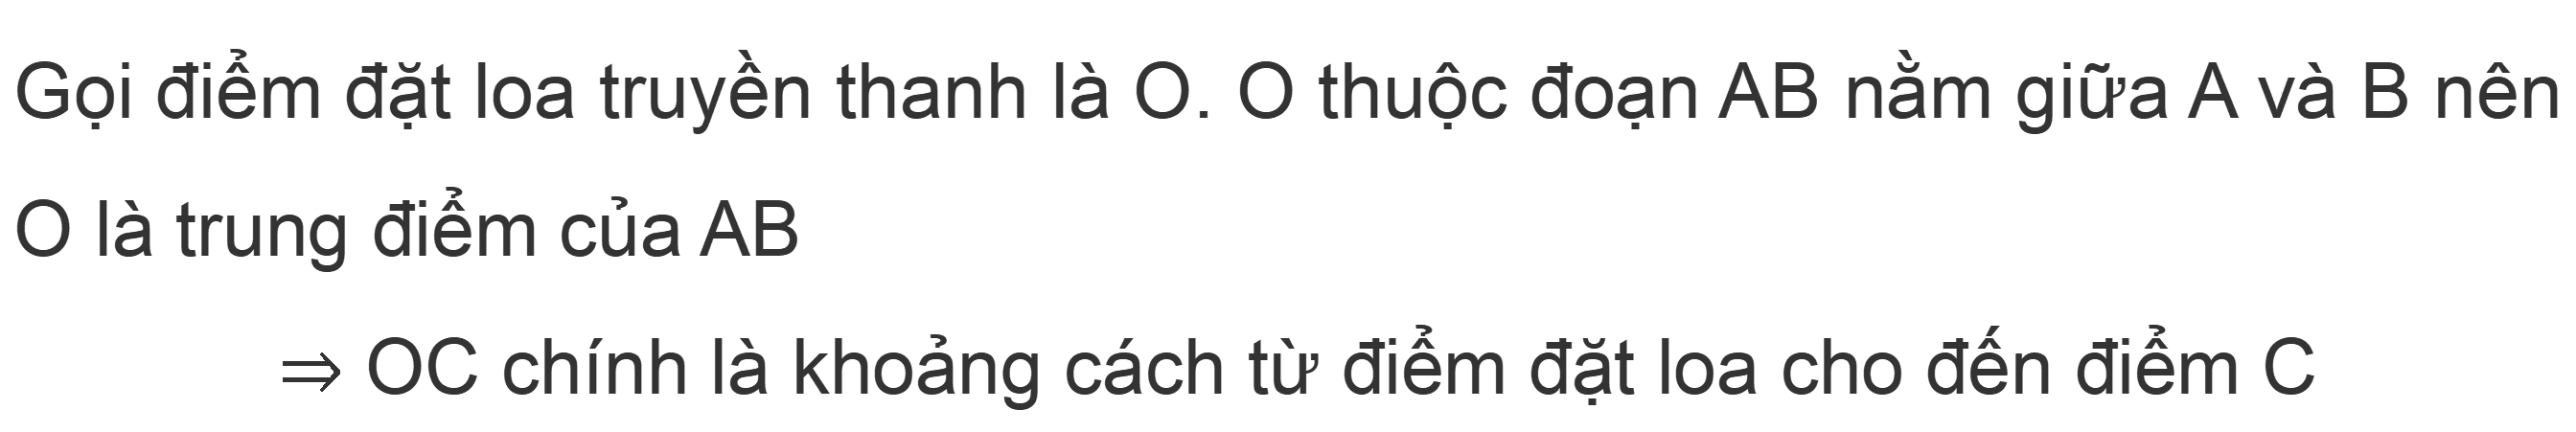 Gọi điểm đặt loa truyền thanh là O. O thuộc đoạn AB nằm giữa A và B nên
O là trung điểm của AB
⇒ OC chính là khoảng cách từ điểm đặt loa cho đến điểm C